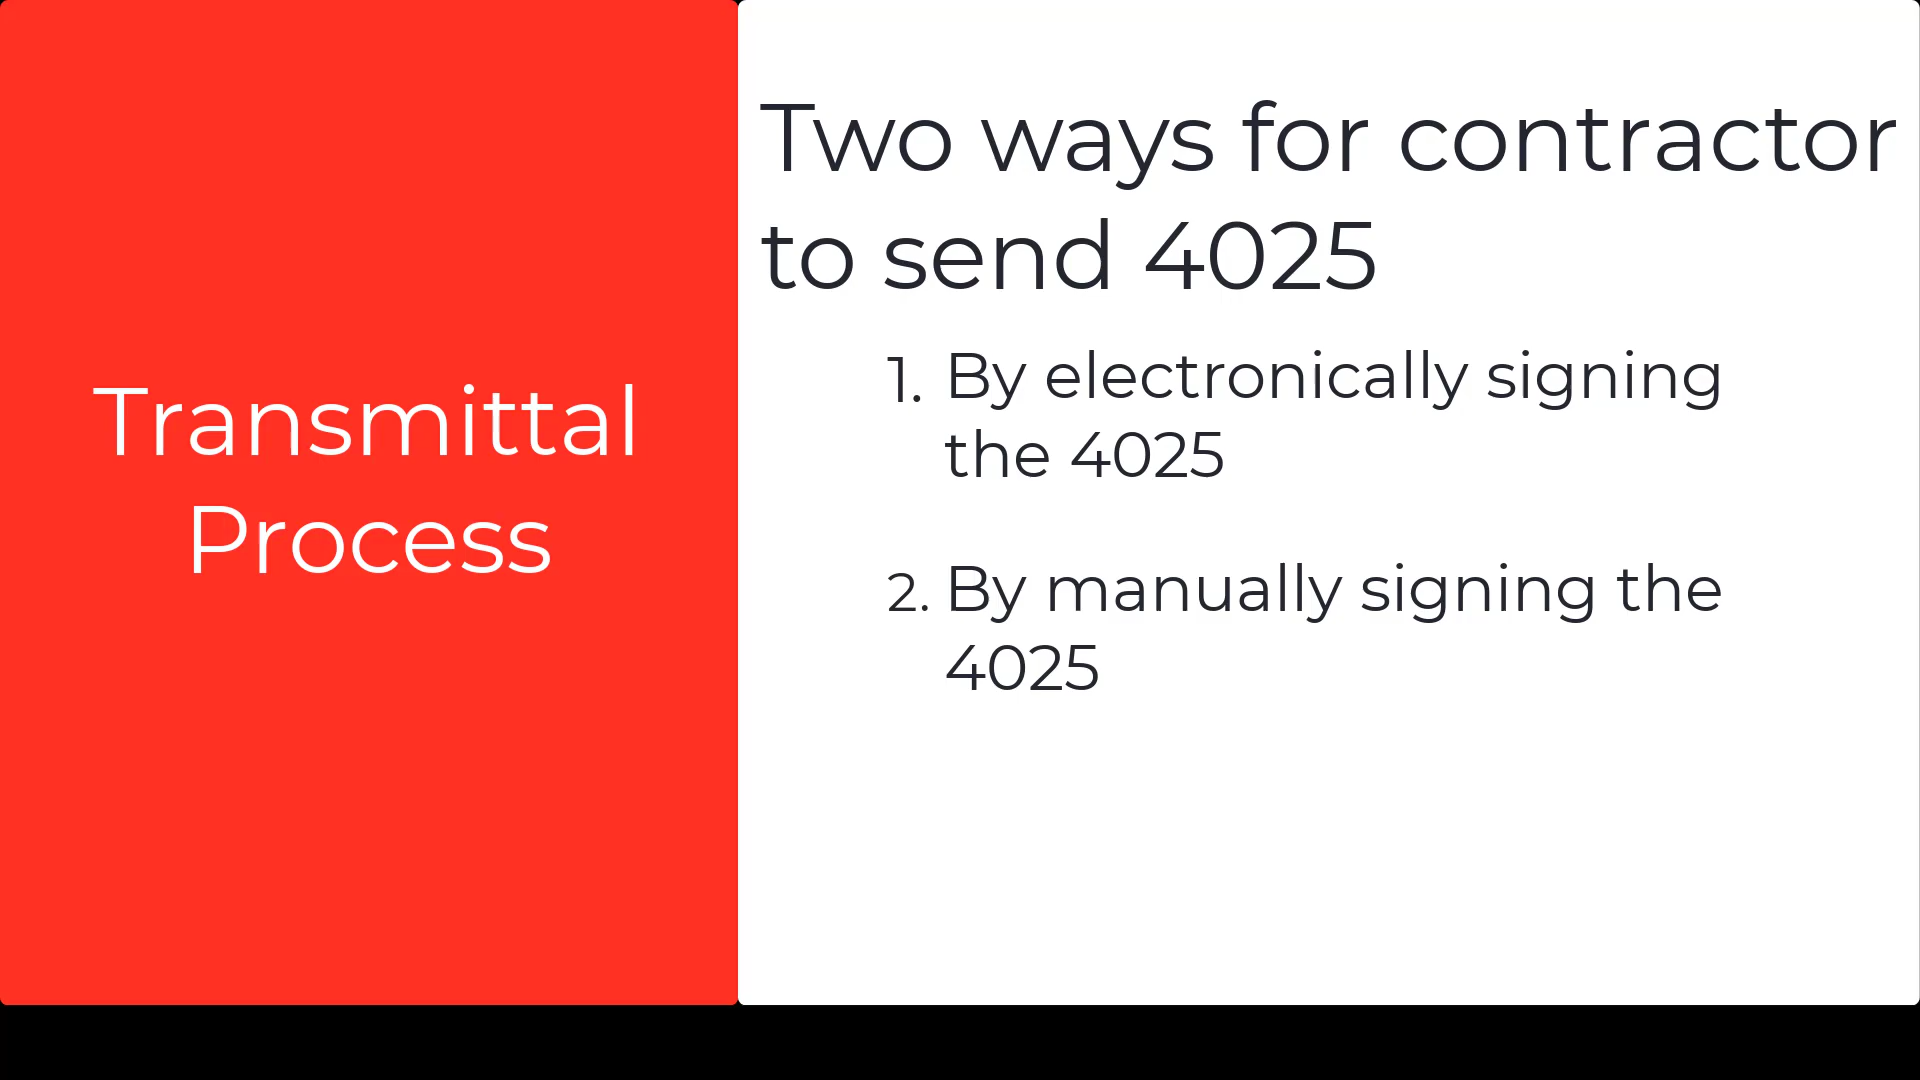 Transmittal
Process
Two ways for contractor
to send 4025
1. By electronically signing
the 4025
2. By manually signing the
4025